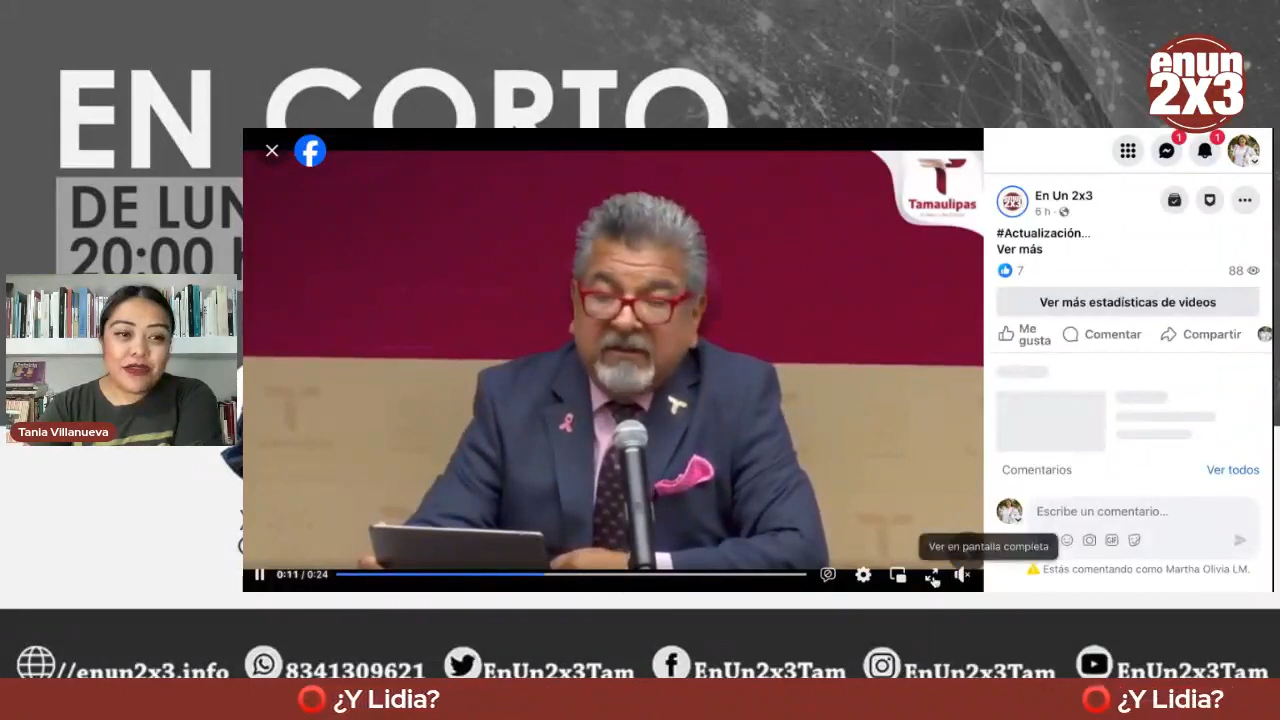 EN CORTO
DE LUN
20:00
enun
2x3
Tamaulipas
1
1
En Un 2x3
6 h
#Actualización...
Ver más
7
88
Ver más estadísticas de videos
Me gusta
Comentar
Compartir
Comentarios
Ver todos
Escribe un comentario...
GIF
Estás comentando como Martha Olivia LM.
Ver en pantalla completa
0:11 / 0:24
Tania Villanueva
//enun2x3.info
8341309621
EnUn2x3Tam
EnUn2x3Tam
EnUn2x3Tam
EnUn2x3Tam
¿Y Lidia?
¿Y Lidia?